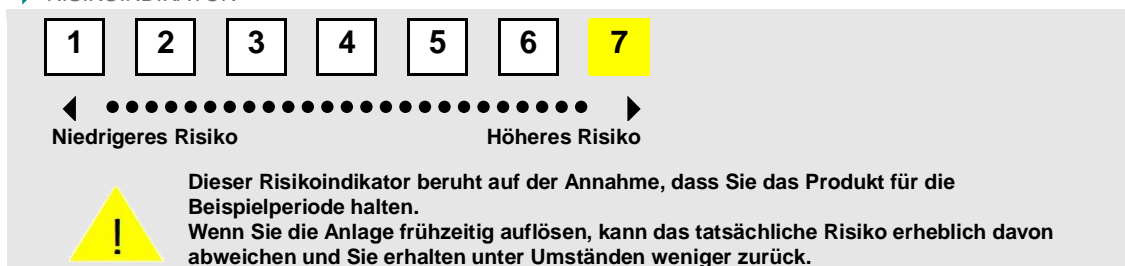 RISIKOINDIKATOR
1 2 3 4 5 6 7
Niedrigeres Risiko Höheres Risiko
Dieser Risikoindikator beruht auf der Annahme, dass Sie das Produkt für die
Beispielperiode halten.
! Wenn Sie die Anlage frühzeitig auflösen, kann das tatsächliche Risiko erheblich davon
abweichen und Sie erhalten unter Umständen weniger zurück.